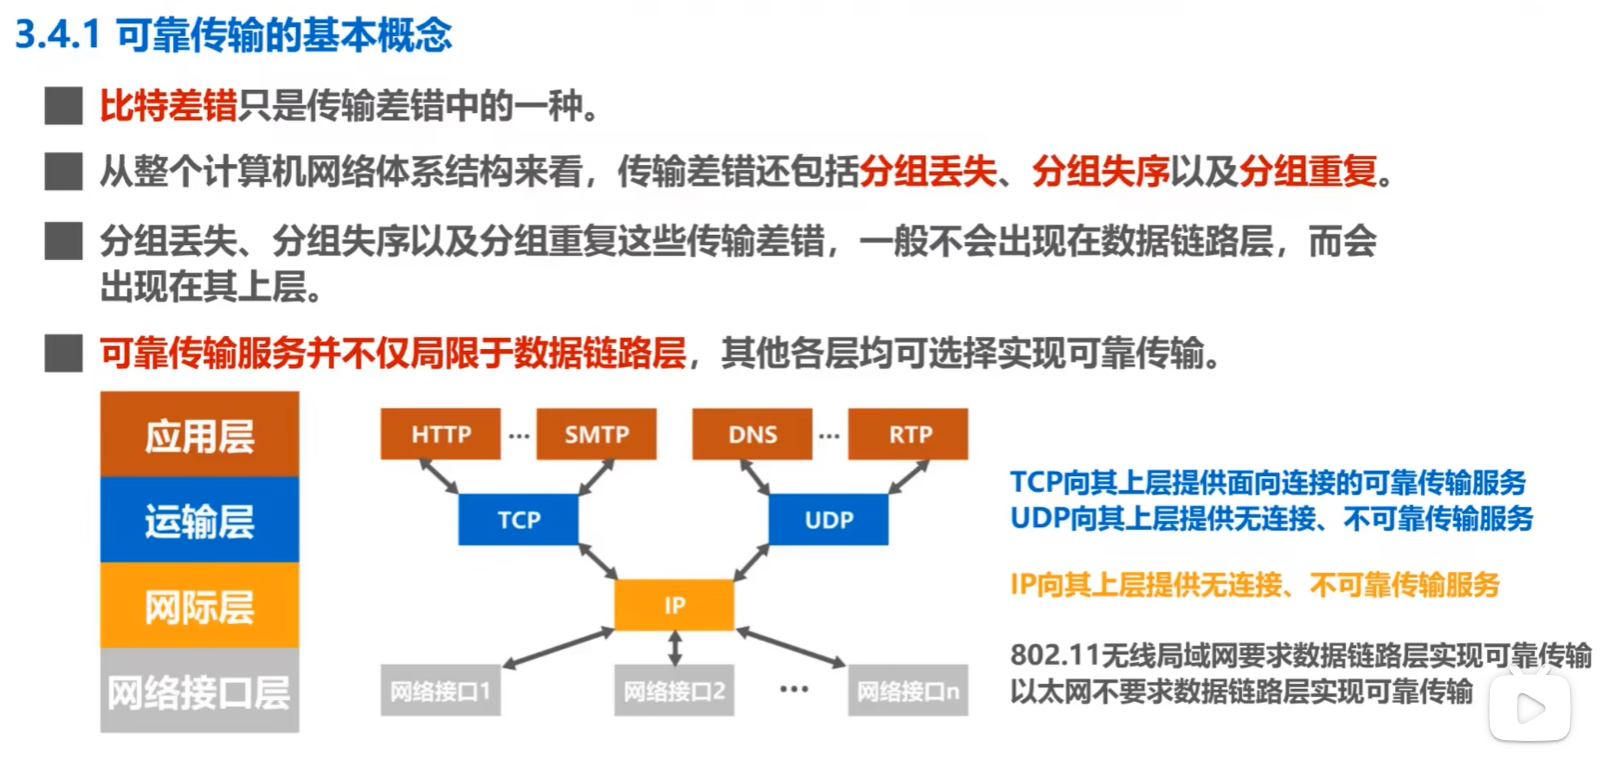 3.4.1 可靠传输的基本概念
比特差错只是传输差错中的一种。
从整个计算机网络体系结构来看，传输差错还包括分组丢失、分组失序以及分组重复。
分组丢失、分组失序以及分组重复这些传输差错，一般不会出现在数据链路层，而会
出现在其上层。
可靠传输服务并不仅局限于数据链路层，其他各层均可选择实现可靠传输。
应用层
HTTP ... SMTP DNS ... RTP
TCP向其上层提供面向连接的可靠传输服务
运输层
TCP UDP
UDP向其上层提供无连接、不可靠传输服务
网际层
IP
IP向其上层提供无连接、不可靠传输服务
网络接口层
网络接口1 网络接口2 ... 网络接口n
802.11无线局域网要求数据链路层实现可靠传输
以太网不要求数据链路层实现可靠传输